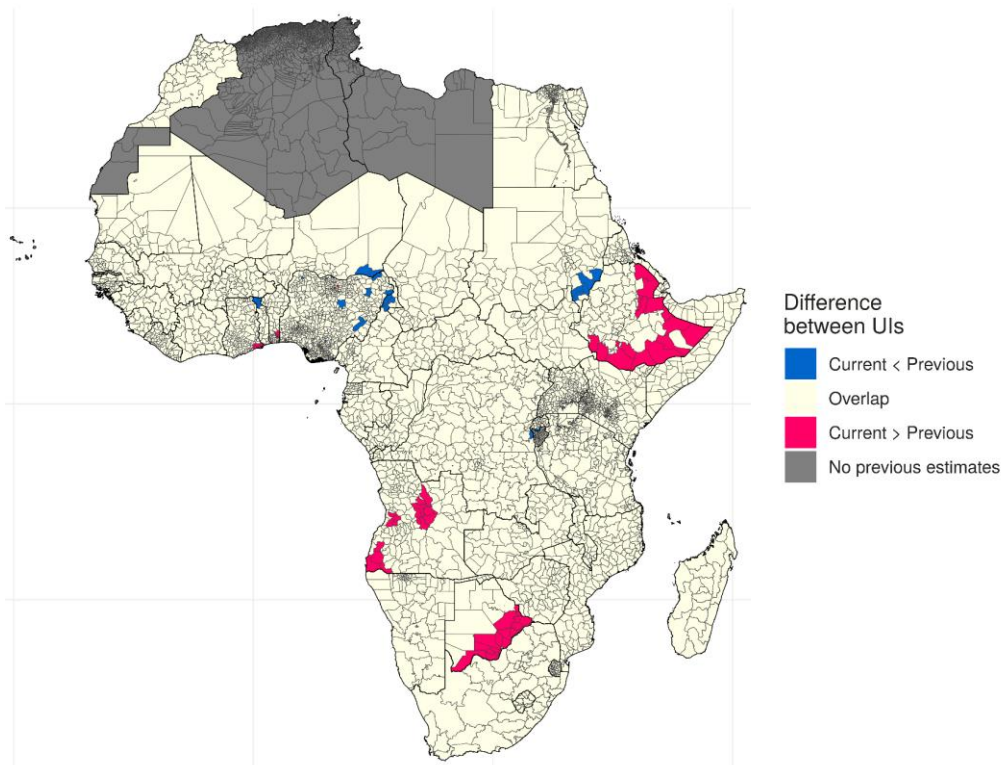 Difference
between UIs
Current < Previous
Overlap
Current > Previous
No previous estimates